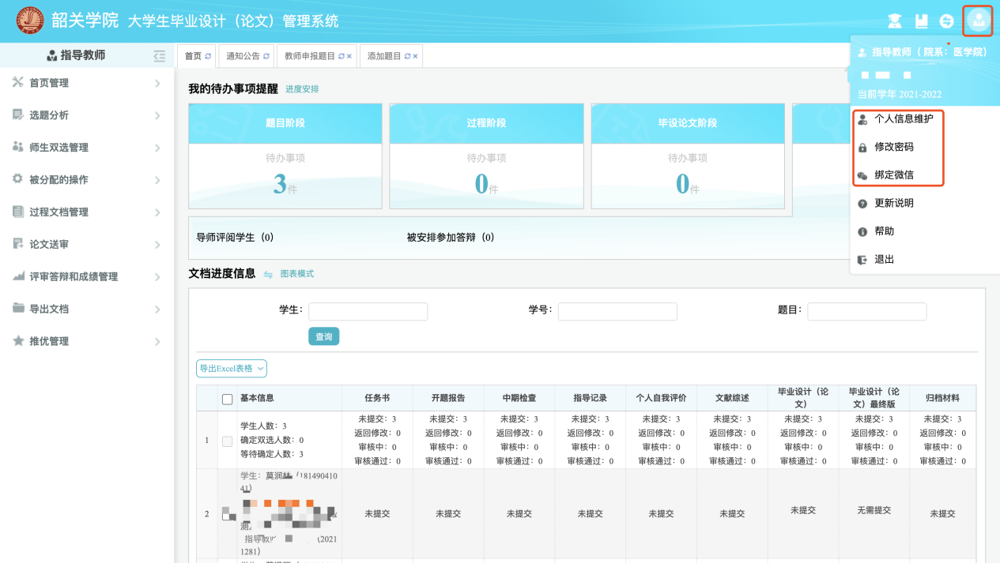 韶关学院 大学生毕业设计（论文）管理系统
指导教师
首页 通知公告 教师申报题目 添加题目
指导教师（ 院系：医学院）
当前学年 2021-2022
个人信息维护
修改密码
绑定微信
更新说明
帮助
退出
首页管理
选题分析
师生双选管理
被分配的操作
过程文档管理
论文送审
评审答辩和成绩管理
导出文档
推优管理
我的待办事项提醒 进度安排
题目阶段 过程阶段 毕设论文阶段
待办事项 待办事项 待办事项
3件 0件 0件
导师评阅学生（0） 被安排参加答辩（0）
文档进度信息 图表模式
学生： 学号： 题目：
查询
导出Excel表格
基本信息 任务书 开题报告 中期检查 指导记录 个人自我评价 文献综述 毕业设计（论文） 毕业设计（论文）最终版 归档材料
1
学生人数：3
确定双选人数：0
等待确定人数：3
未提交：3 未提交：3 未提交：3 未提交：3 未提交：3 未提交：3 未提交：3 未提交：3 未提交：3
返回修改：0 返回修改：0 返回修改：0 返回修改：0 返回修改：0 返回修改：0 返回修改：0 返回修改：0 返回修改：0
审核中：0 审核中：0 审核中：0 审核中：0 审核中：0 审核中：0 审核中：0 审核中：0 审核中：0
审核通过：0 审核通过：0 审核通过：0 审核通过：0 审核通过：0 审核通过：0 审核通过：0 审核通过：0 审核通过：0
2
学生：莫润
81490410
41)
测
指导教 (2021
1281)
未提交 未提交 未提交 未提交 未提交 未提交 未提交 无需提交 未提交